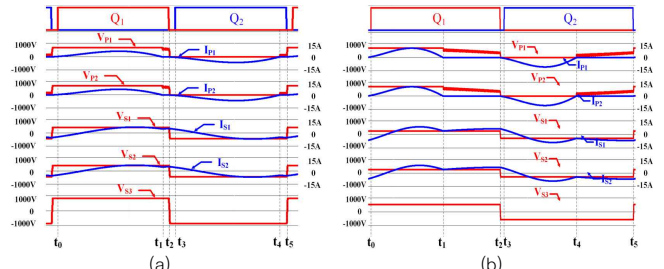 Q1 Q2
1000V VP1 IP1 15A
0 0
-1000V -15A
1000V VP2 IP2 15A
0 0
-1000V -15A
1000V VS1 IS1 15A
0 0
-1000V -15A
1000V VS2 IS2 15A
0 0
-1000V -15A
1000V VS3
0
-1000V
t0 t1 t2 t3 t4 t5
(a)
Q1 Q2
1000V VP1 IP1 15A
0 0
-1000V -15A
1000V VP2 IP2 15A
0 0
-1000V -15A
1000V VS1 IS1 15A
0 0
-1000V -15A
1000V VS2 IS2 15A
0 0
-1000V -15A
1000V VS3
0
-1000V
t0 t1 t2 t3 t4 t5
(b)